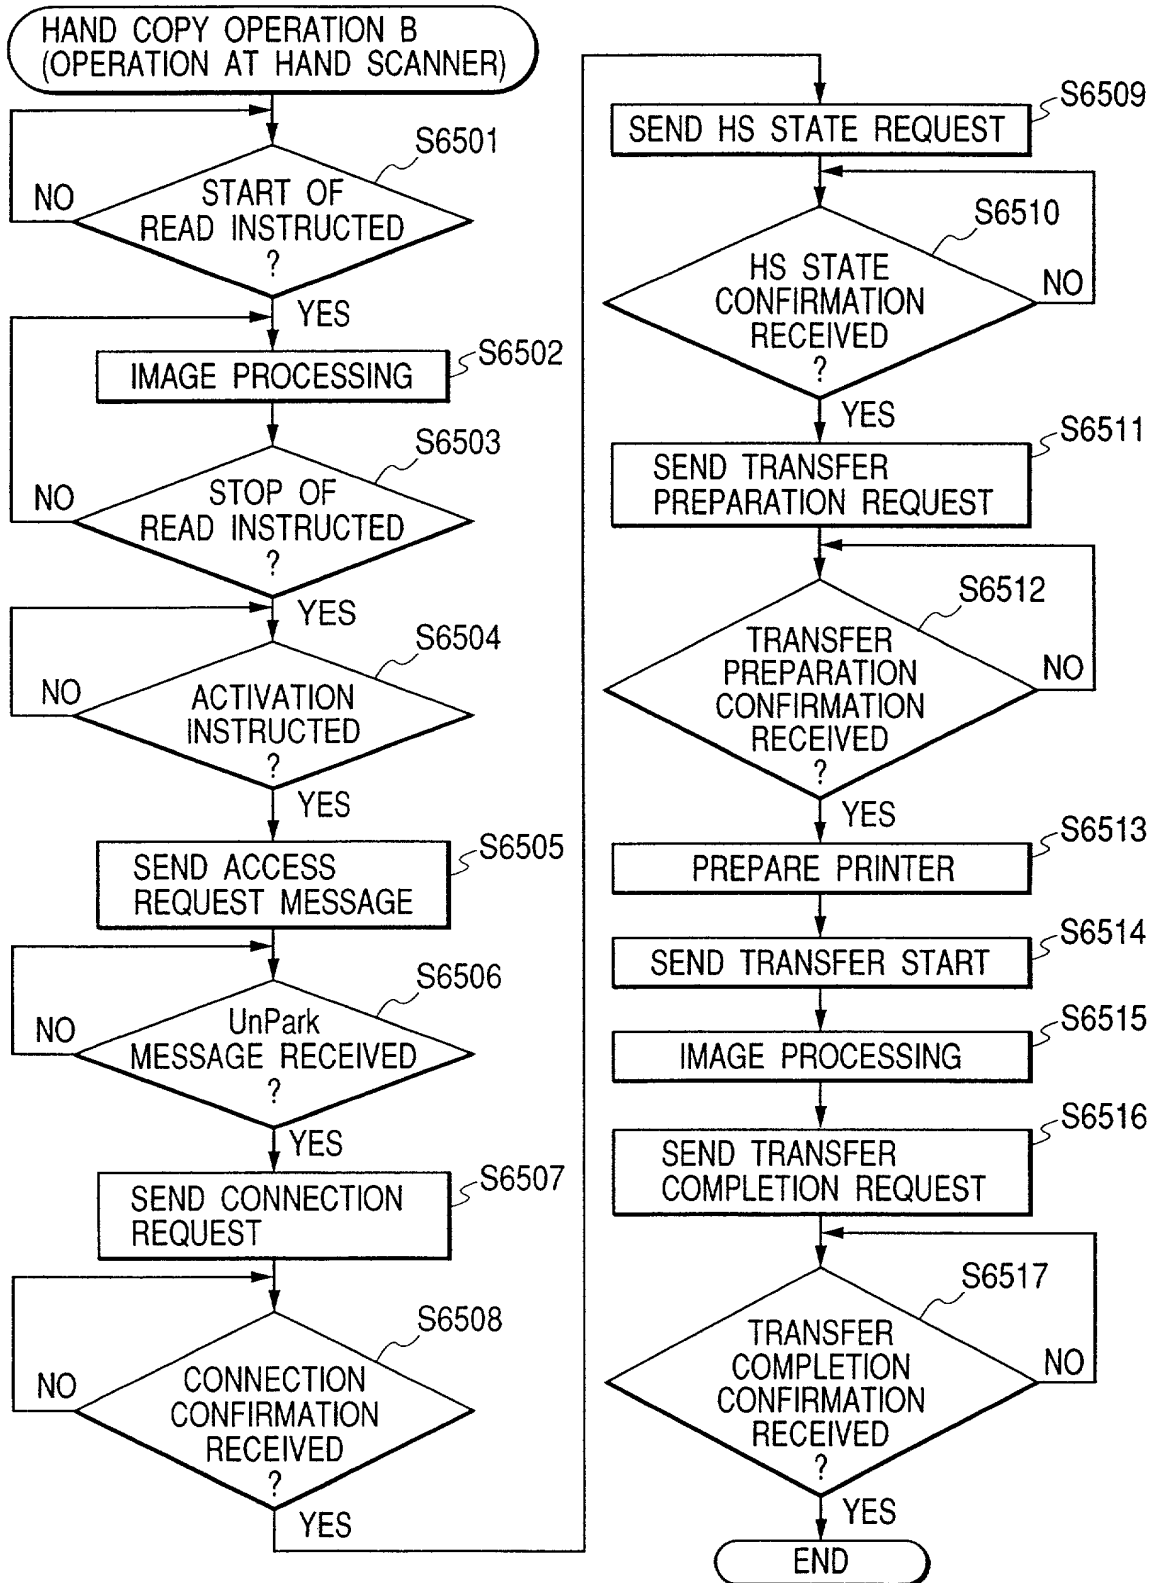 HAND COPY OPERATION B
(OPERATION AT HAND SCANNER)
S6501
START OF
READ INSTRUCTED
?
NO
YES
S6502
IMAGE PROCESSING
S6503
STOP OF
READ INSTRUCTED
?
NO
YES
S6504
ACTIVATION
INSTRUCTED
?
NO
YES
S6505
SEND ACCESS
REQUEST MESSAGE
S6506
UnPark
MESSAGE RECEIVED
?
NO
YES
S6507
SEND CONNECTION
REQUEST
S6508
CONNECTION
CONFIRMATION
RECEIVED
?
NO
YES
S6509
SEND HS STATE REQUEST
S6510
HS STATE
CONFIRMATION
RECEIVED
?
NO
YES
S6511
SEND TRANSFER
PREPARATION REQUEST
S6512
TRANSFER
PREPARATION
CONFIRMATION
RECEIVED
?
NO
YES
S6513
PREPARE PRINTER
S6514
SEND TRANSFER START
S6515
IMAGE PROCESSING
S6516
SEND TRANSFER
COMPLETION REQUEST
S6517
TRANSFER
COMPLETION
CONFIRMATION
RECEIVED
?
NO
YES
END